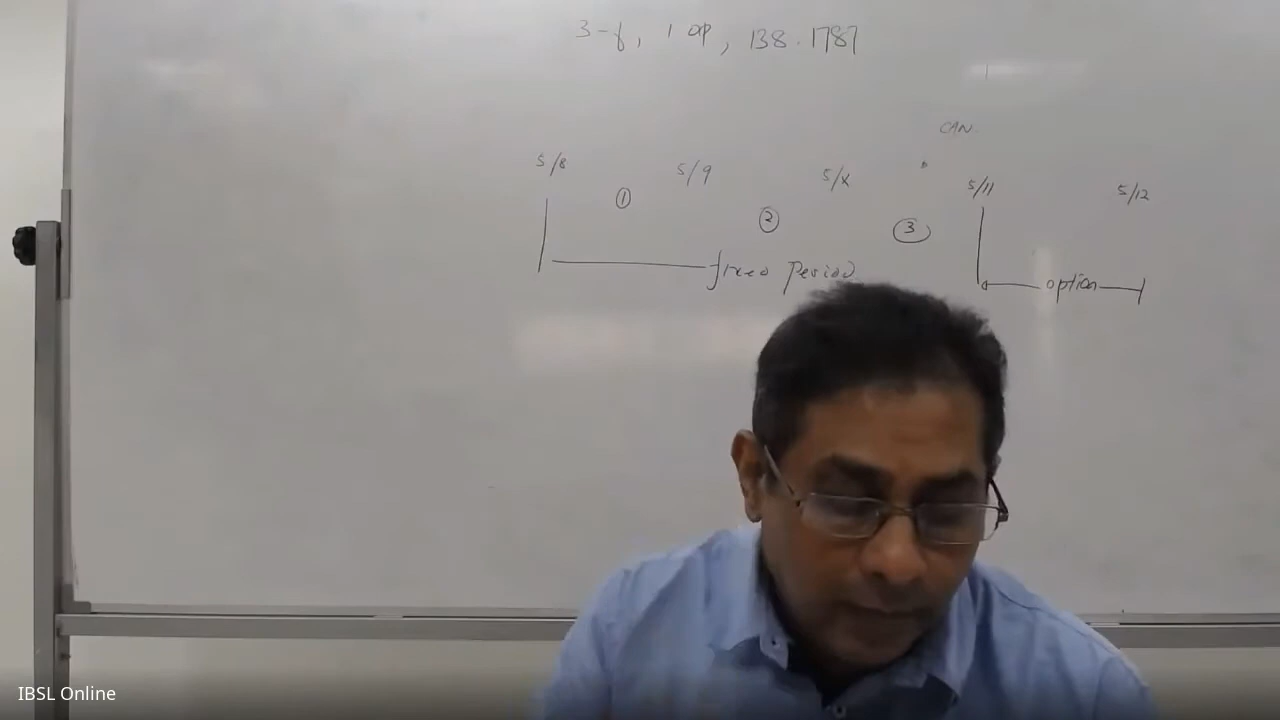 3-f, 1 op, 138.1787
CAN.
5/8 5/9 5/X 5/11 5/12
① ② ③
fixed period option
IBSL Online